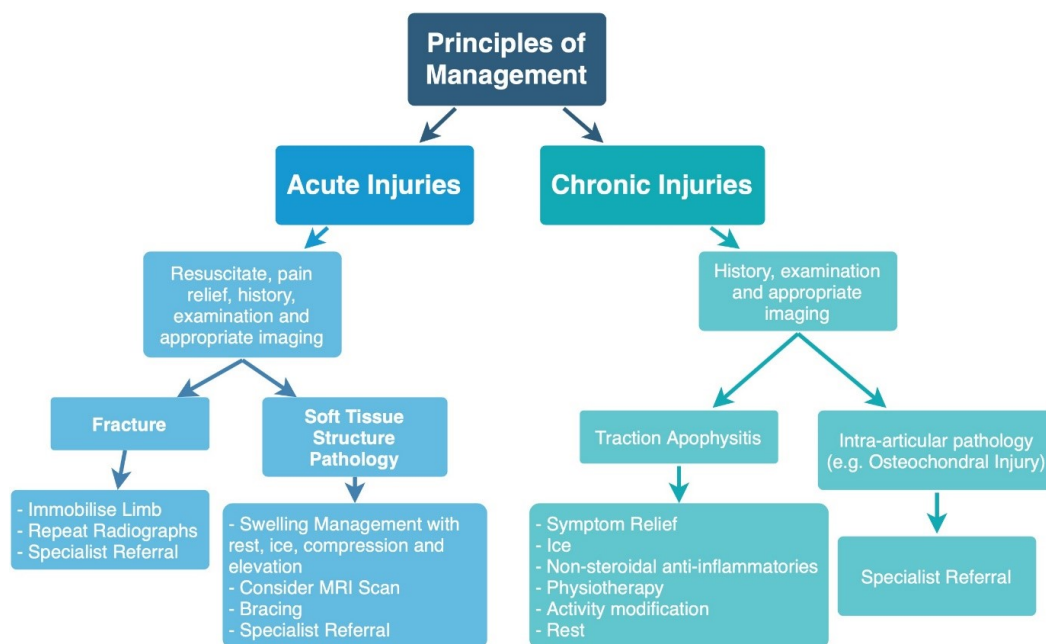 Principles of
Management
Acute Injuries
Chronic Injuries
Resuscitate, pain
relief, history,
examination and
appropriate imaging
History, examination
and appropriate
imaging
Fracture
Soft Tissue
Structure
Pathology
Traction Apophysitis
Intra-articular pathology
(e.g. Osteochondral Injury)
- Immobilise Limb
- Repeat Radiographs
- Specialist Referral
- Swelling Management with
rest, ice, compression and
elevation
- Consider MRI Scan
- Bracing
- Specialist Referral
- Symptom Relief
- Ice
- Non-steroidal anti-inflammatories
- Physiotherapy
- Activity modification
- Rest
Specialist Referral